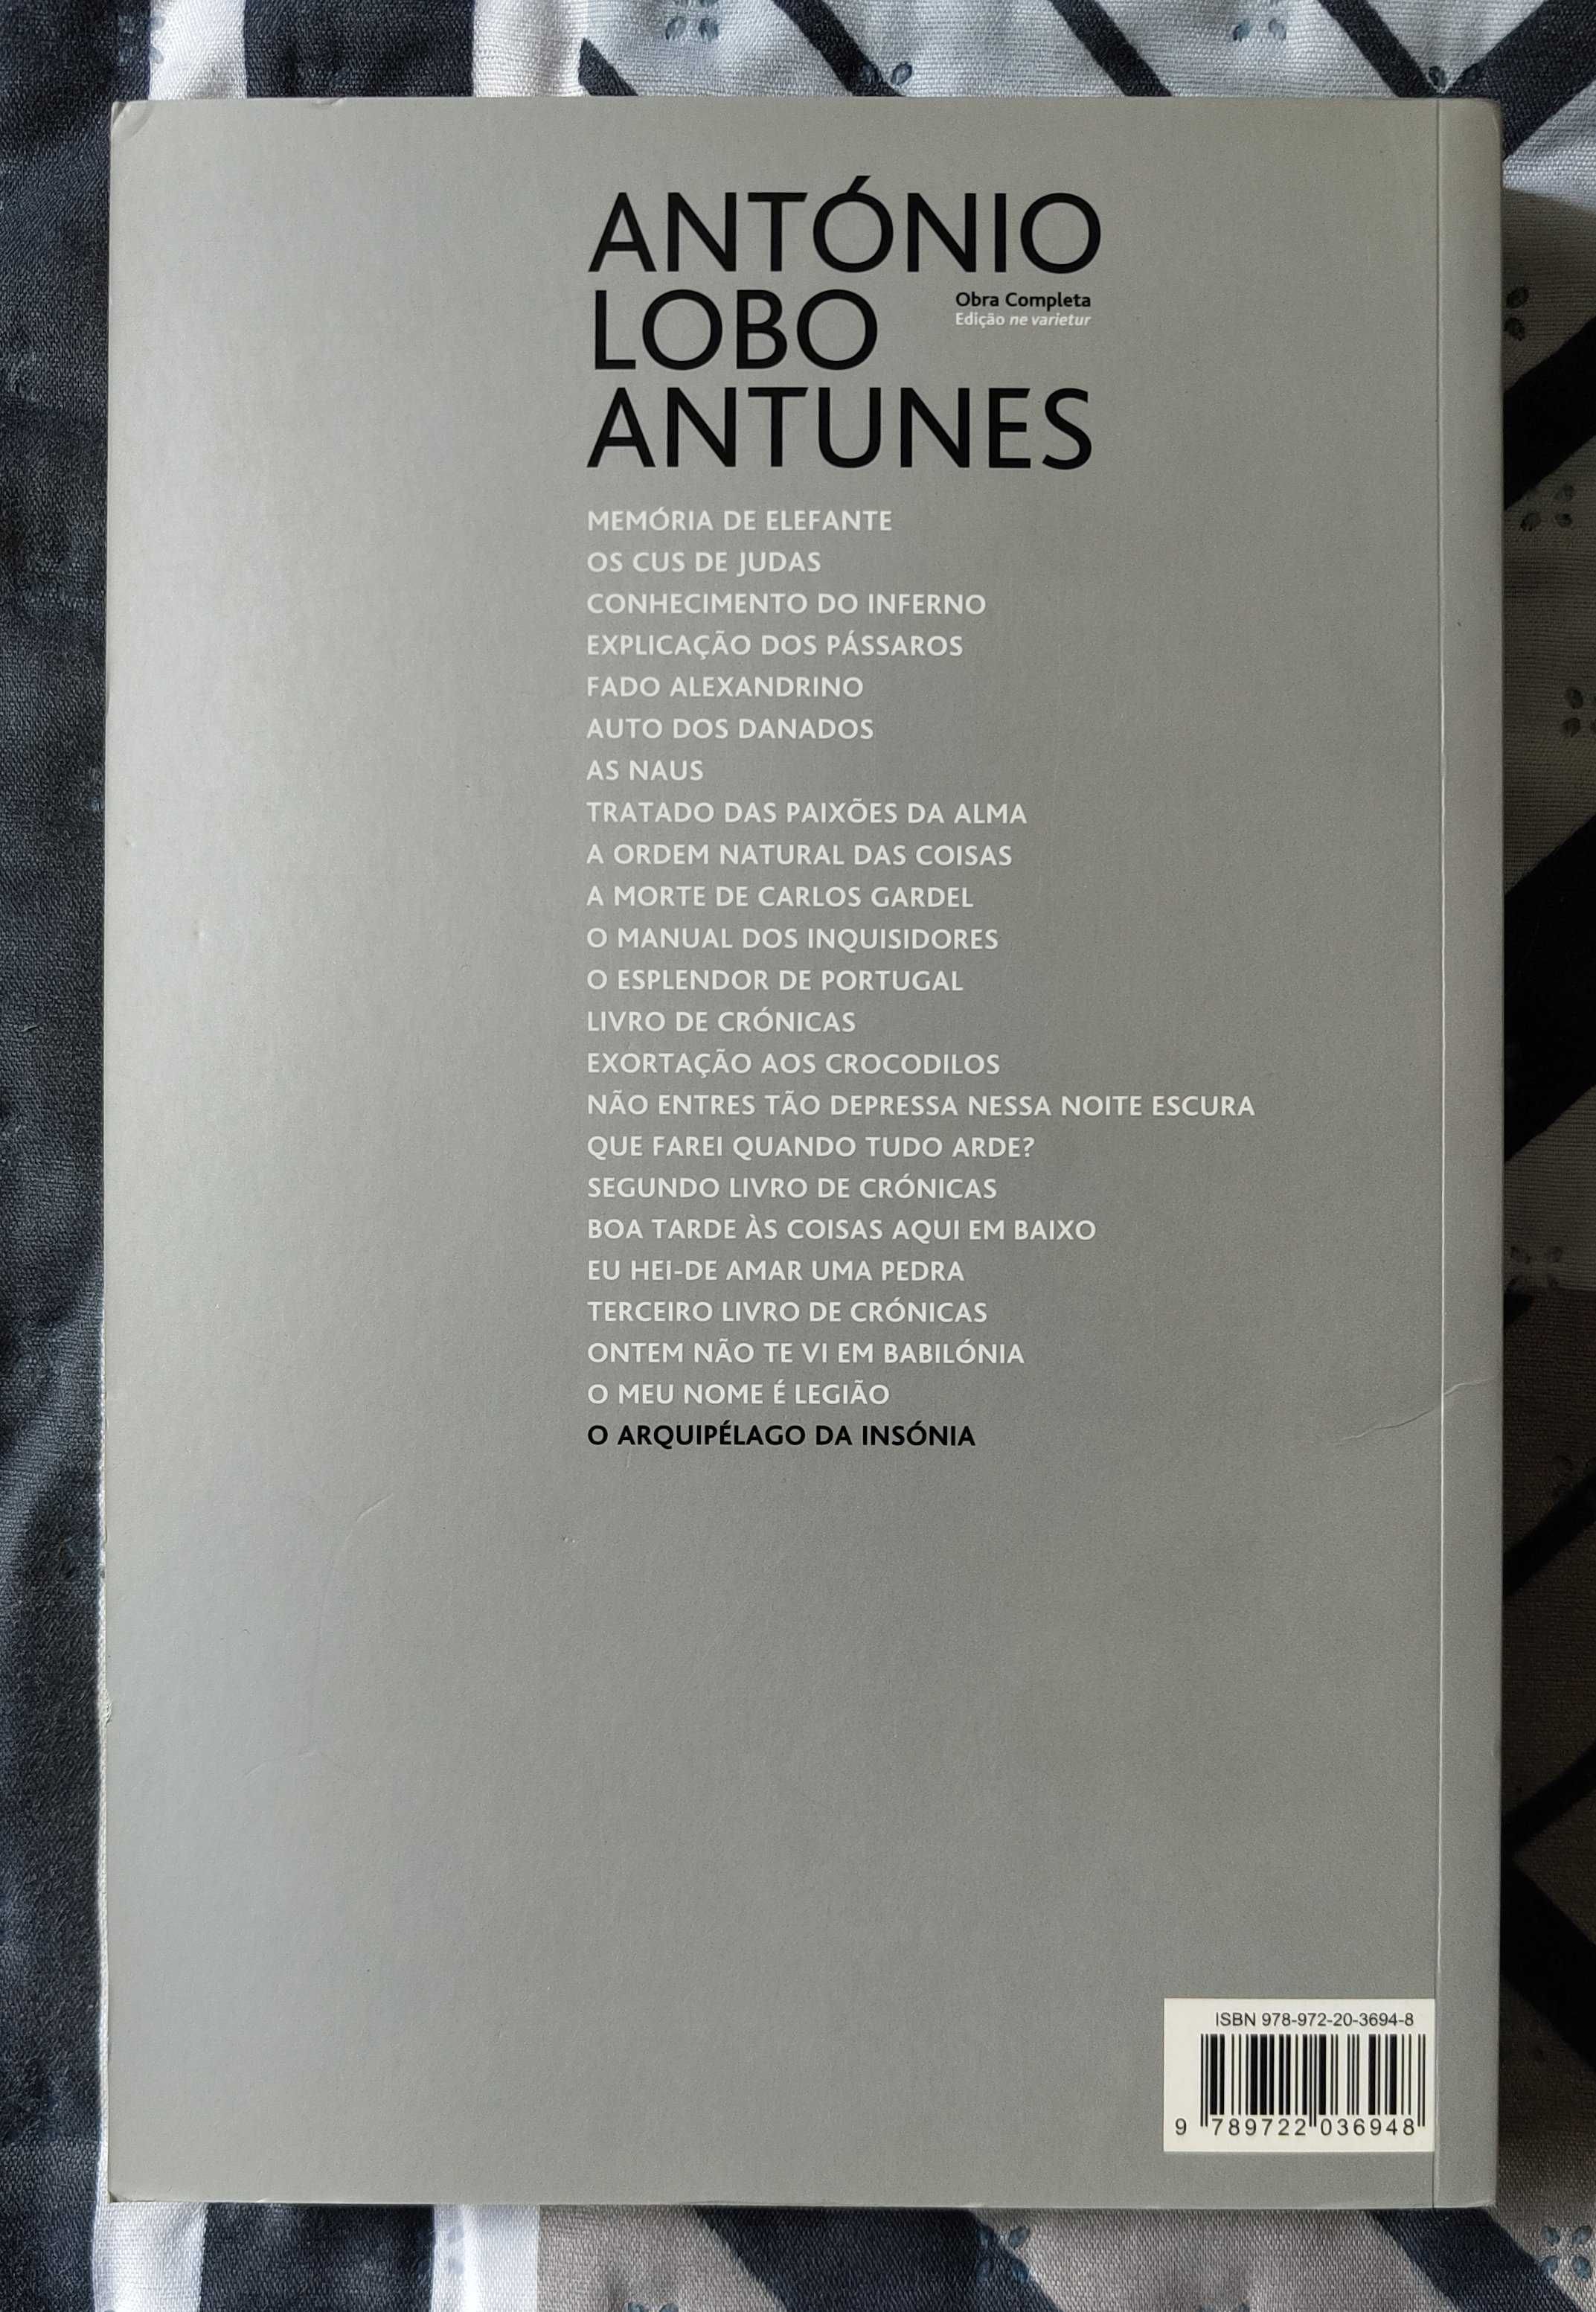 ANTÓNIO
LOBO
Obra Completa
Edição ne varietur
ANTUNES
MEMÓRIA DE ELEFANTE
OS CUS DE JUDAS
CONHECIMENTO DO INFERNO
EXPLICAÇÃO DOS PÁSSAROS
FADO ALEXANDRINO
AUTO DOS DANADOS
AS NAUS
TRATADO DAS PAIXÕES DA ALMA
A ORDEM NATURAL DAS COISAS
A MORTE DE CARLOS GARDEL
O MANUAL DOS INQUISIDORES
O ESPLENDOR DE PORTUGAL
LIVRO DE CRÓNICAS
EXORTAÇÃO AOS CROCODILOS
NÃO ENTRES TÃO DEPRESSA NESSA NOITE ESCURA
QUE FAREI QUANDO TUDO ARDE?
SEGUNDO LIVRO DE CRÓNICAS
BOA TARDE ÀS COISAS AQUI EM BAIXO
EU HEI-DE AMAR UMA PEDRA
TERCEIRO LIVRO DE CRÓNICAS
ONTEM NÃO TE VI EM BABILÓNIA
O MEU NOME É LEGIÃO
O ARQUIPÉLAGO DA INSÓNIA
ISBN 978-972-20-3694-8
9 789722 036948